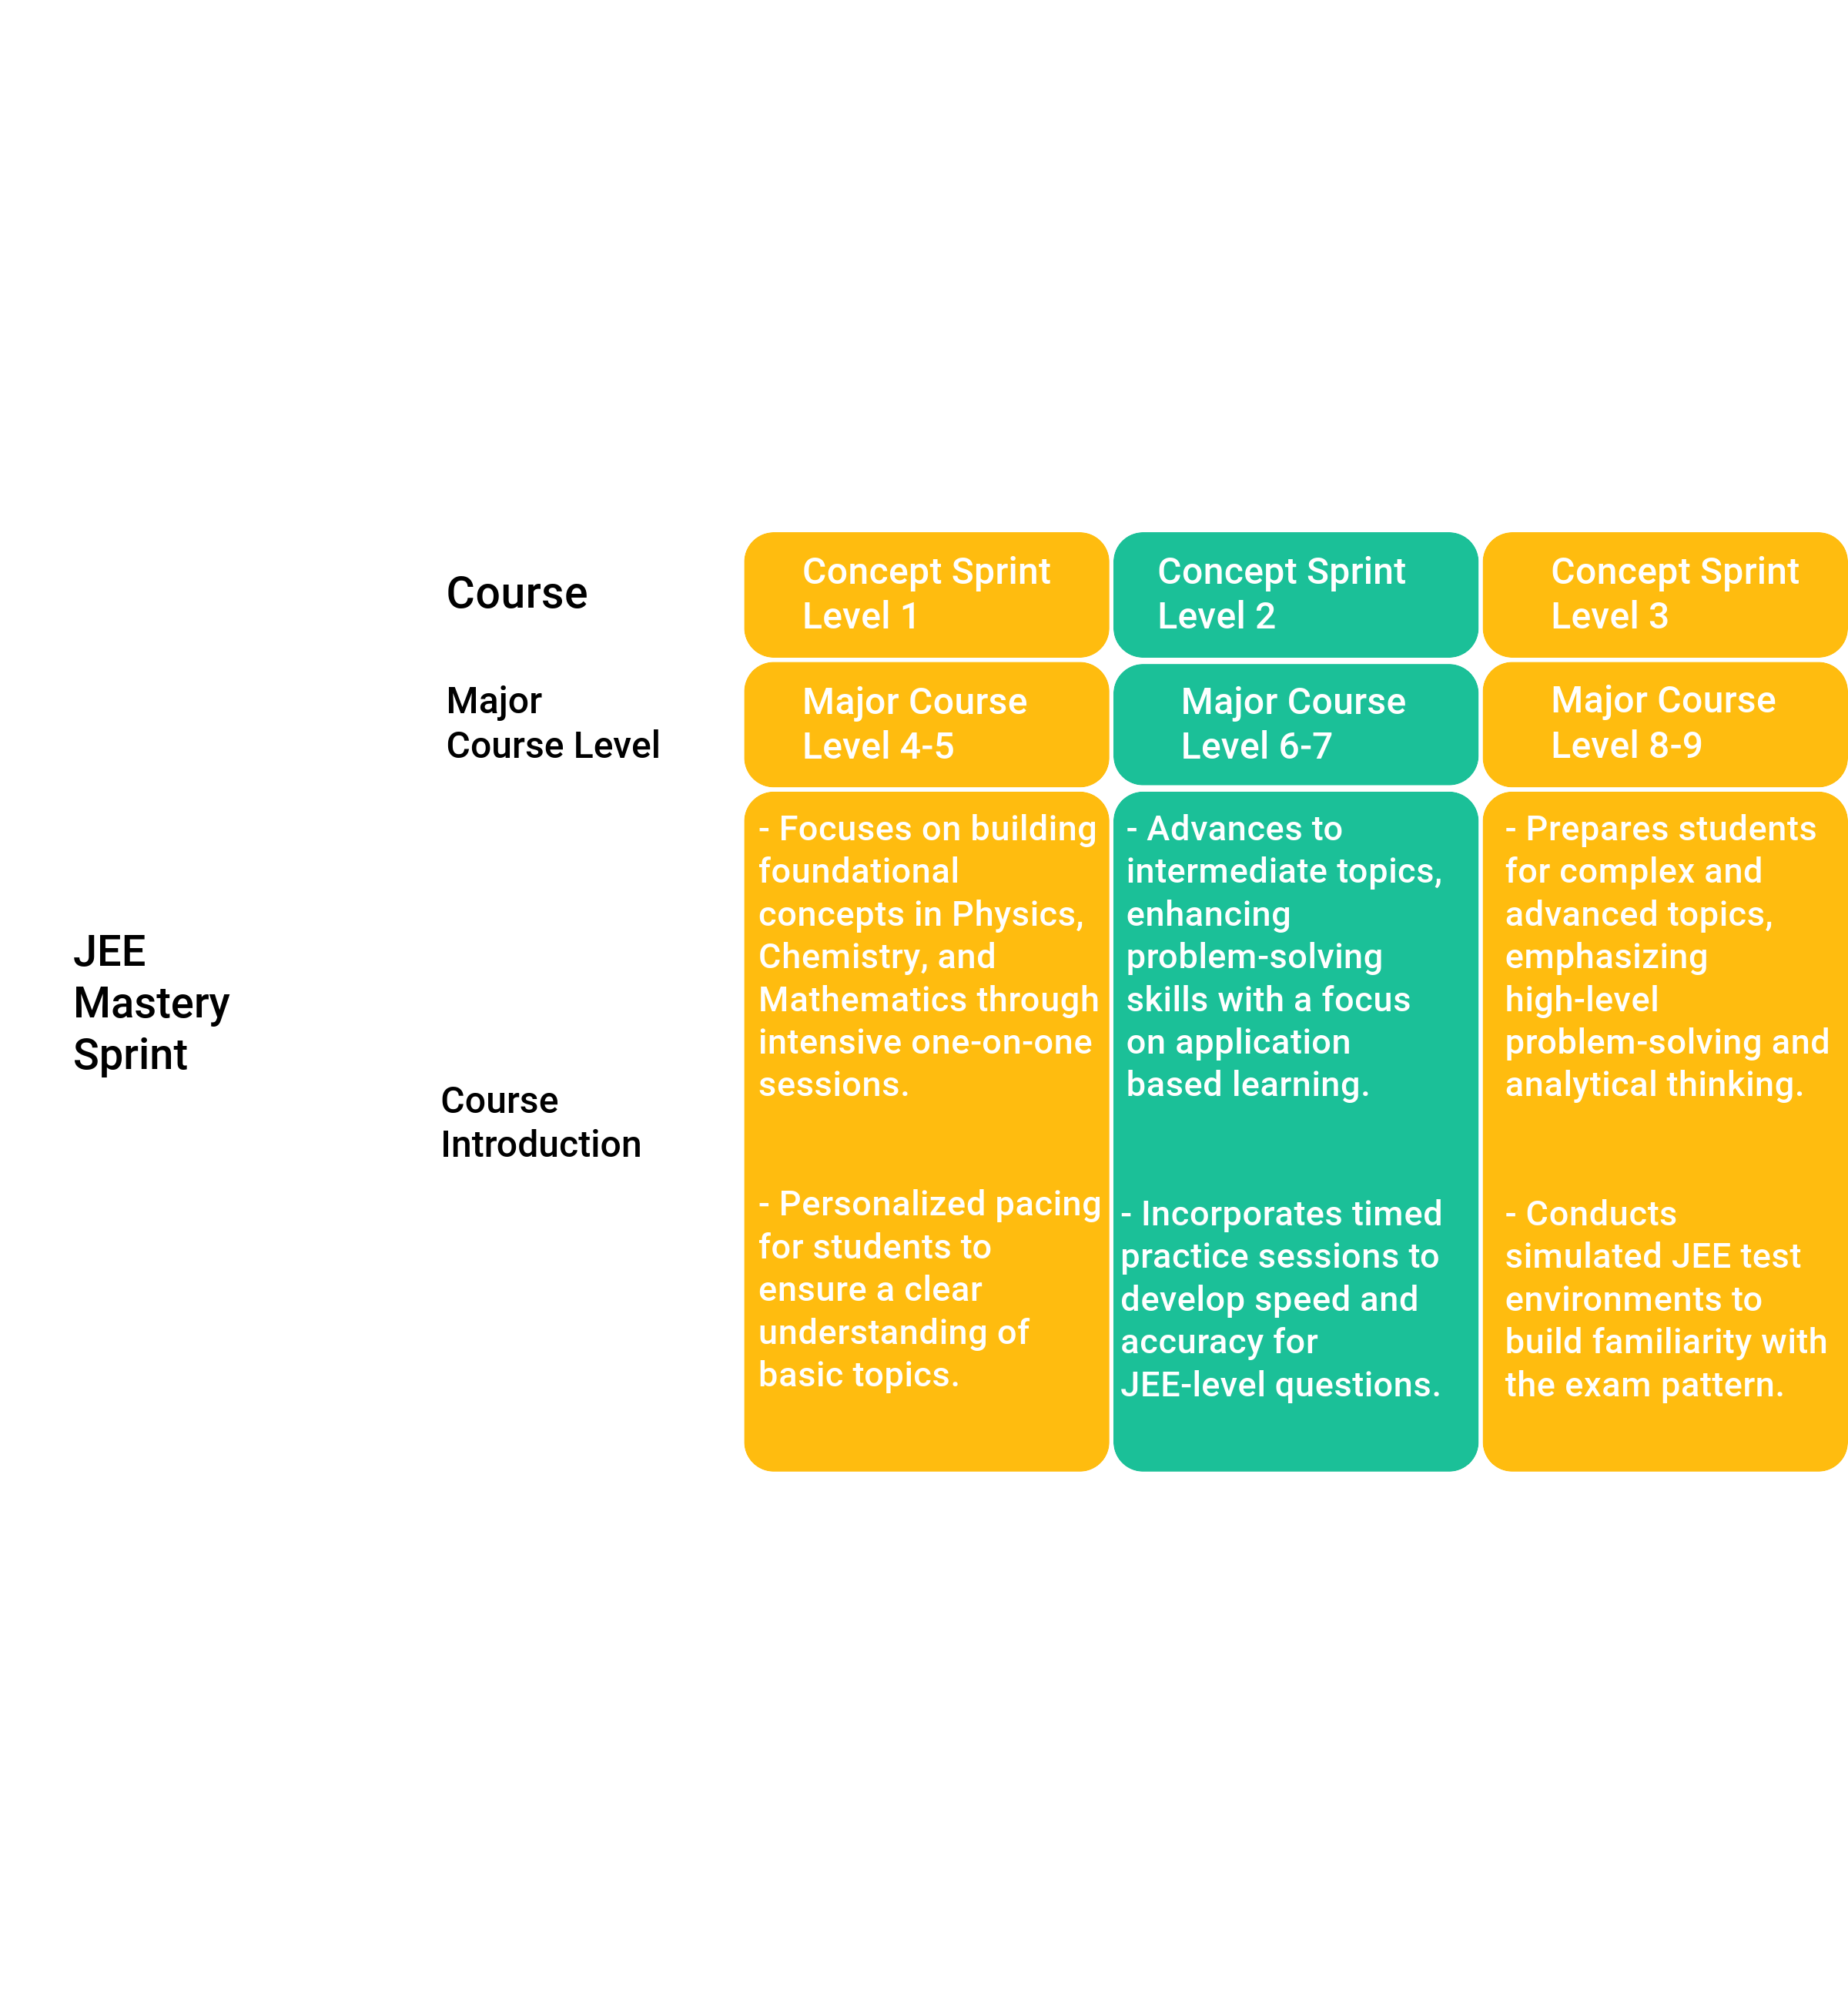 Course
Concept Sprint
Level 1
Concept Sprint
Level 2
Concept Sprint
Level 3
Major
Course Level
Major Course
Level 4-5
Major Course
Level 6-7
Major Course
Level 8-9
JEE
Mastery
Sprint
Course
Introduction
- Focuses on building
foundational
concepts in Physics,
Chemistry, and
Mathematics through
intensive one-on-one
sessions.
- Personalized pacing
for students to
ensure a clear
understanding of
basic topics.
- Advances to
intermediate topics,
enhancing
problem-solving
skills with a focus
on application
based learning.
- Incorporates timed
practice sessions to
develop speed and
accuracy for
JEE-level questions.
- Prepares students
for complex and
advanced topics,
emphasizing
high-level
problem-solving and
analytical thinking.
- Conducts
simulated JEE test
environments to
build familiarity with
the exam pattern.